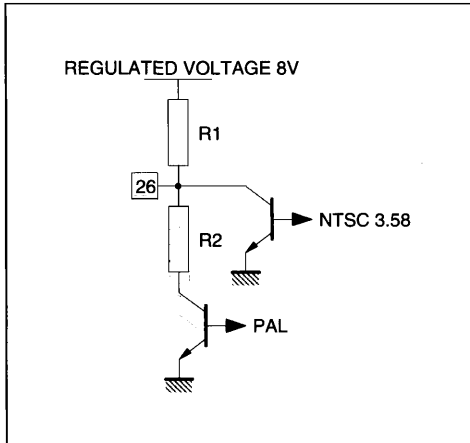 REGULATED VOLTAGE 8V
R1
26
NTSC 3.58
R2
PAL